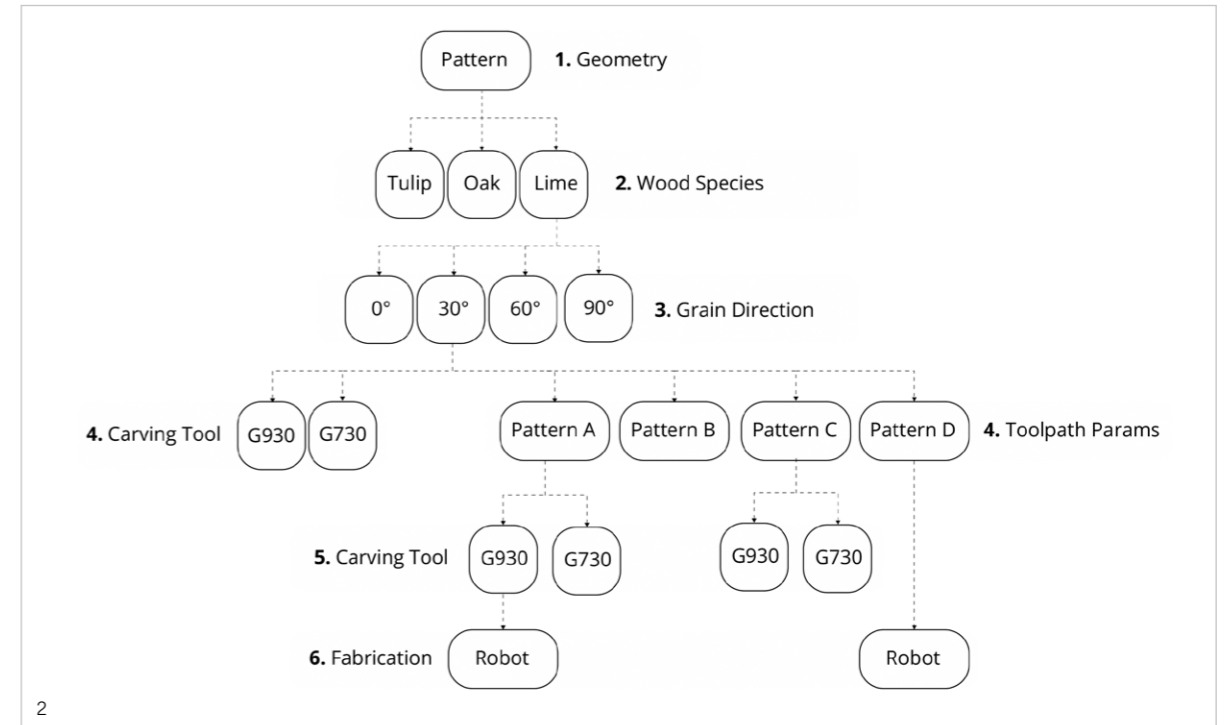 Pattern 1. Geometry
Tulip Oak Lime 2. Wood Species
0° 30° 60° 90° 3. Grain Direction
4. Carving Tool G930 G730 Pattern A Pattern B Pattern C Pattern D 4. Toolpath Params
5. Carving Tool G930 G730 G930 G730
6. Fabrication Robot Robot
2